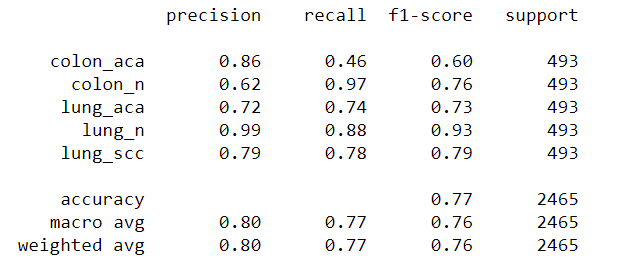 precision recall f1-score support
colon_aca 0.86 0.46 0.60 493
colon_n 0.62 0.97 0.76 493
lung_aca 0.72 0.74 0.73 493
lung_n 0.99 0.88 0.93 493
lung_scc 0.79 0.78 0.79 493
accuracy 0.77 2465
macro avg 0.80 0.77 0.76 2465
weighted avg 0.80 0.77 0.76 2465